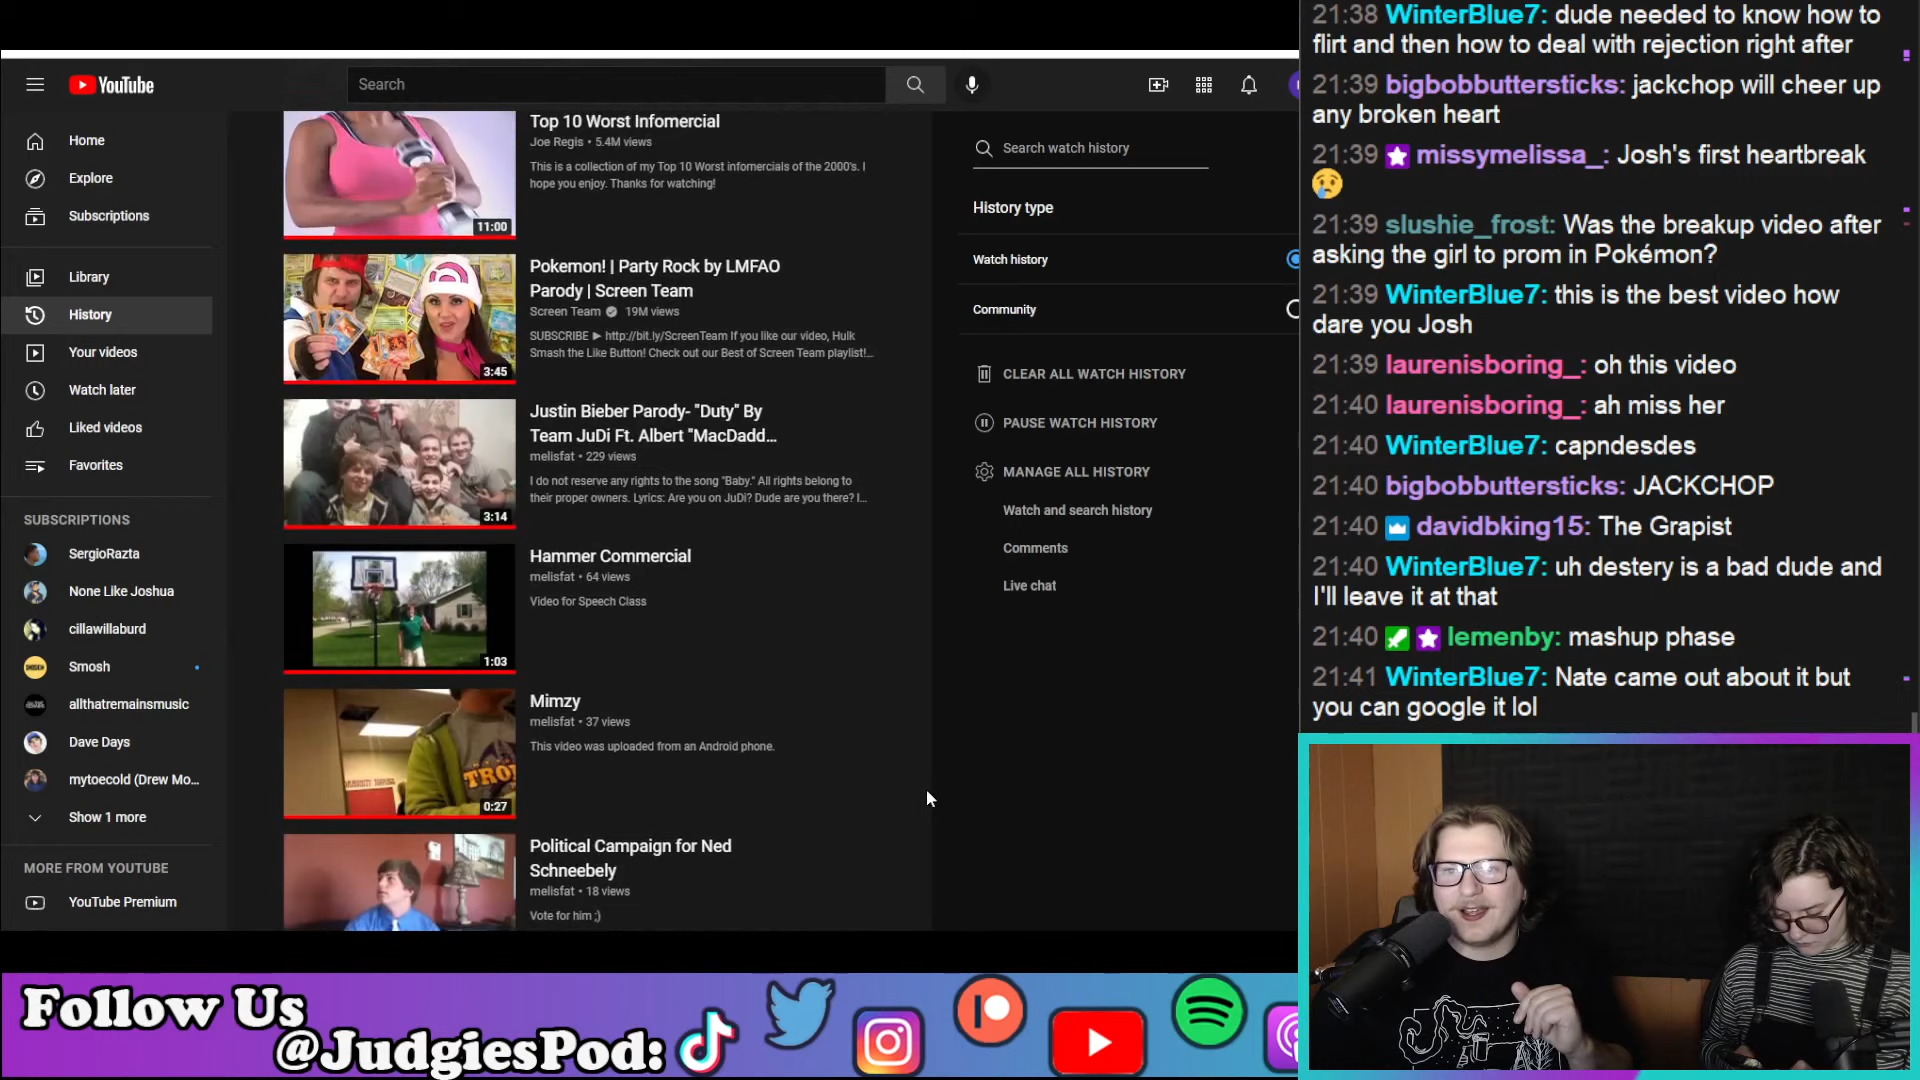 YouTube
Search
Home
Explore
Subscriptions
Library
History
Your videos
Watch later
Liked videos
Favorites
SUBSCRIPTIONS
SergioRazta
None Like Joshua
cillawillaburd
Smosh
allthatremainsmusic
Dave Days
mytoecold (Drew Mo...
Show 1 more
MORE FROM YOUTUBE
YouTube Premium
Top 10 Worst Infomercial
Joe Regis • 5.4M views
This is a collection of my Top 10 Worst infomercials of the 2000's. I
hope you enjoy. Thanks for watching!
11:00
Pokemon! | Party Rock by LMFAO
Parody | Screen Team
Screen Team 19M views
SUBSCRIBE ► http://bit.ly/ScreenTeam If you like our video, Hulk
Smash the Like Button! Check out our Best of Screen Team playlist!...
3:45
Justin Bieber Parody- "Duty" By
Team JuDi Ft. Albert "MacDadd...
melisfat • 229 views
I do not reserve any rights to the song "Baby." All rights belong to
their proper owners. Lyrics: Are you on JuDi? Dude are you there? I...
3:14
Hammer Commercial
melisfat • 64 views
Video for Speech Class
1:03
Mimzy
melisfat • 37 views
This video was uploaded from an Android phone.
TRO
0:27
Political Campaign for Ned
Schneebely
melisfat • 18 views
Vote for him ;)
Search watch history
History type
Watch history
Community
CLEAR ALL WATCH HISTORY
PAUSE WATCH HISTORY
MANAGE ALL HISTORY
Watch and search history
Comments
Live chat
21:38 WinterBlue7: dude needed to know how to
flirt and then how to deal with rejection right after
21:39 bigbobbuttersticks: jackchop will cheer up
any broken heart
21:39 missymelissa_: Josh's first heartbreak
😢
21:39 slushie_frost: Was the breakup video after
asking the girl to prom in Pokémon?
21:39 WinterBlue7: this is the best video how
dare you Josh
21:39 laurenisboring_: oh this video
21:40 laurenisboring_: ah miss her
21:40 WinterBlue7: capndesdes
21:40 bigbobbuttersticks: JACKCHOP
21:40 davidbking15: The Grapist
21:40 WinterBlue7: uh destery is a bad dude and
I'll leave it at that
21:40 lemenby: mashup phase
21:41 WinterBlue7: Nate came out about it but
you can google it lol
Follow Us
@JudgiesPod: